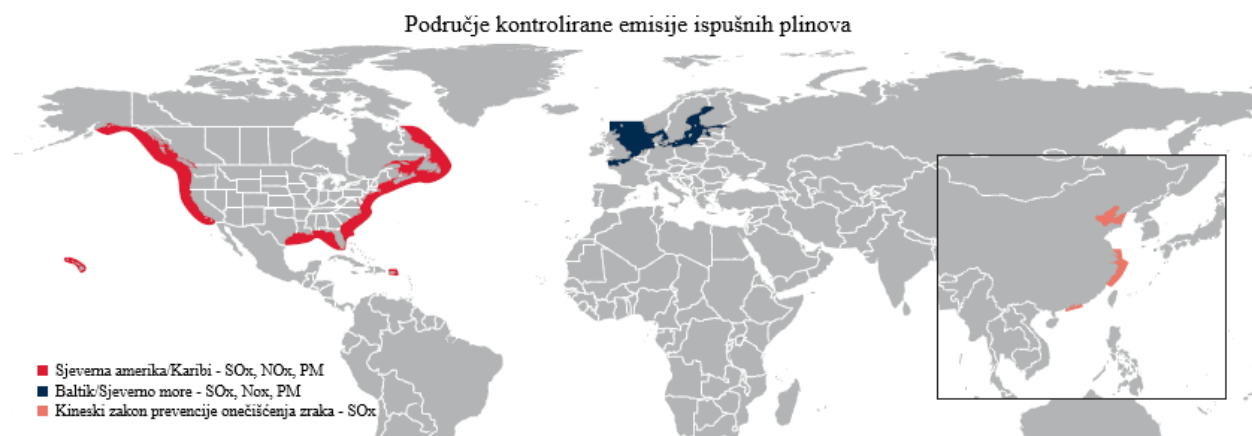 Područje kontrolirane emisije ispušnih plinova
Sjeverna amerika/Karibi - SOx, NOx, PM
Baltik/Sjeverno more - SOx, Nox, PM
Kineski zakon prevencije onečišćenja zraka - SOx